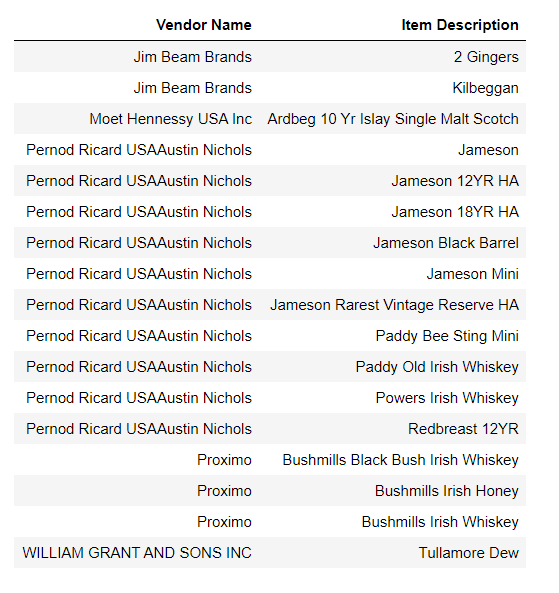 Vendor Name Item Description
Jim Beam Brands 2 Gingers
Jim Beam Brands Kilbeggan
Moet Hennessy USA Inc Ardbeg 10 Yr Islay Single Malt Scotch
Pernod Ricard USAAustin Nichols Jameson
Pernod Ricard USAAustin Nichols Jameson 12YR HA
Pernod Ricard USAAustin Nichols Jameson 18YR HA
Pernod Ricard USAAustin Nichols Jameson Black Barrel
Pernod Ricard USAAustin Nichols Jameson Mini
Pernod Ricard USAAustin Nichols Jameson Rarest Vintage Reserve HA
Pernod Ricard USAAustin Nichols Paddy Bee Sting Mini
Pernod Ricard USAAustin Nichols Paddy Old Irish Whiskey
Pernod Ricard USAAustin Nichols Powers Irish Whiskey
Pernod Ricard USAAustin Nichols Redbreast 12YR
Proximo Bushmills Black Bush Irish Whiskey
Proximo Bushmills Irish Honey
Proximo Bushmills Irish Whiskey
WILLIAM GRANT AND SONS INC Tullamore Dew